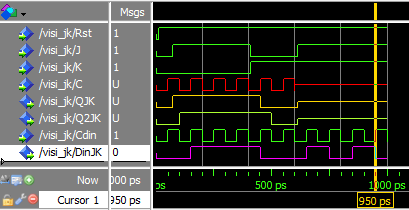 Msgs
/visi_jk/Rst 1
/visi_jk/J 1
/visi_jk/K 1
/visi_jk/C U
/visi_jk/QJK U
/visi_jk/Q2JK U
/visi_jk/Cdin 1
/visi_jk/DinJK 0
Now 000 ps ps 500 ps 1000 ps
Cursor 1 950 ps 950 ps